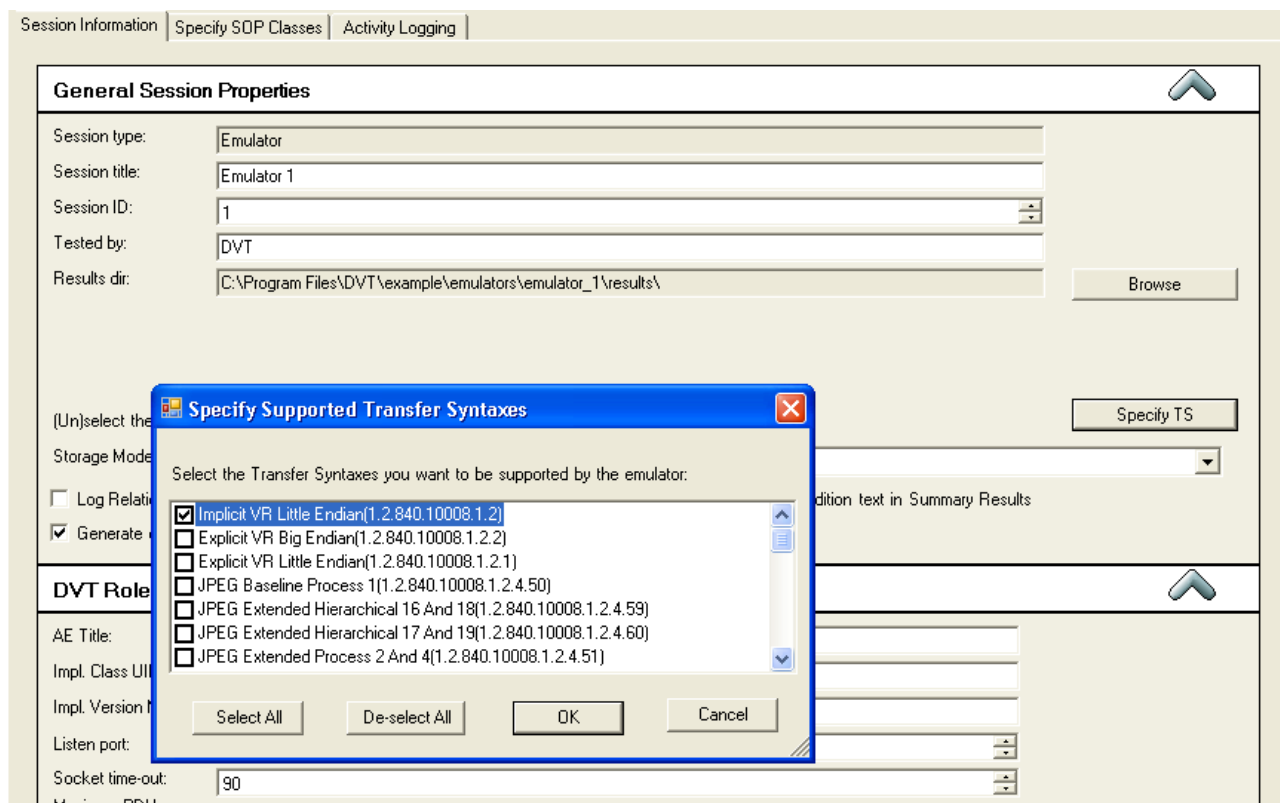 Session Information Specify SOP Classes Activity Logging
General Session Properties
Session type: Emulator
Session title: Emulator 1
Session ID: 1
Tested by: DVT
Results dir: C:\Program Files\DVT\example\emulators\emulator_1\results\ Browse
(Un)select the Specify TS
Storage Mode
Log Relati dition text in Summary Results
Generate
Specify Supported Transfer Syntaxes
Select the Transfer Syntaxes you want to be supported by the emulator:
Implicit VR Little Endian(1.2.840.10008.1.2)
Explicit VR Big Endian(1.2.840.10008.1.2.2)
Explicit VR Little Endian(1.2.840.10008.1.2.1)
JPEG Baseline Process 1(1.2.840.10008.1.2.4.50)
JPEG Extended Hierarchical 16 And 18(1.2.840.10008.1.2.4.59)
JPEG Extended Hierarchical 17 And 19(1.2.840.10008.1.2.4.60)
JPEG Extended Process 2 And 4(1.2.840.10008.1.2.4.51)
Select All De-select All OK Cancel
DVT Role
AE Title:
Impl. Class UI
Impl. Version
Listen port:
Socket time-out: 90